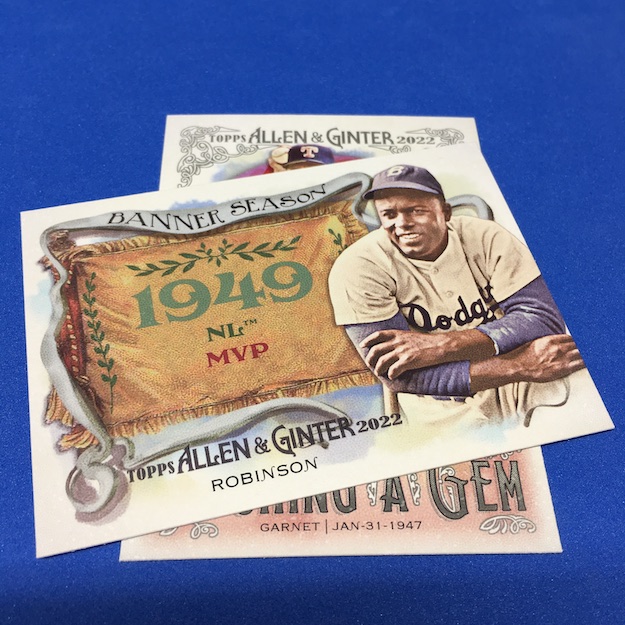 TOPPS ALLEN & GINTER 2022
T
BANNER SEASON
B
1949
NL™
MVP
Dodg
TOPPS ALLEN & GINTER 2022
ROBINSON
A GEM
GARNET | JAN-31-1947